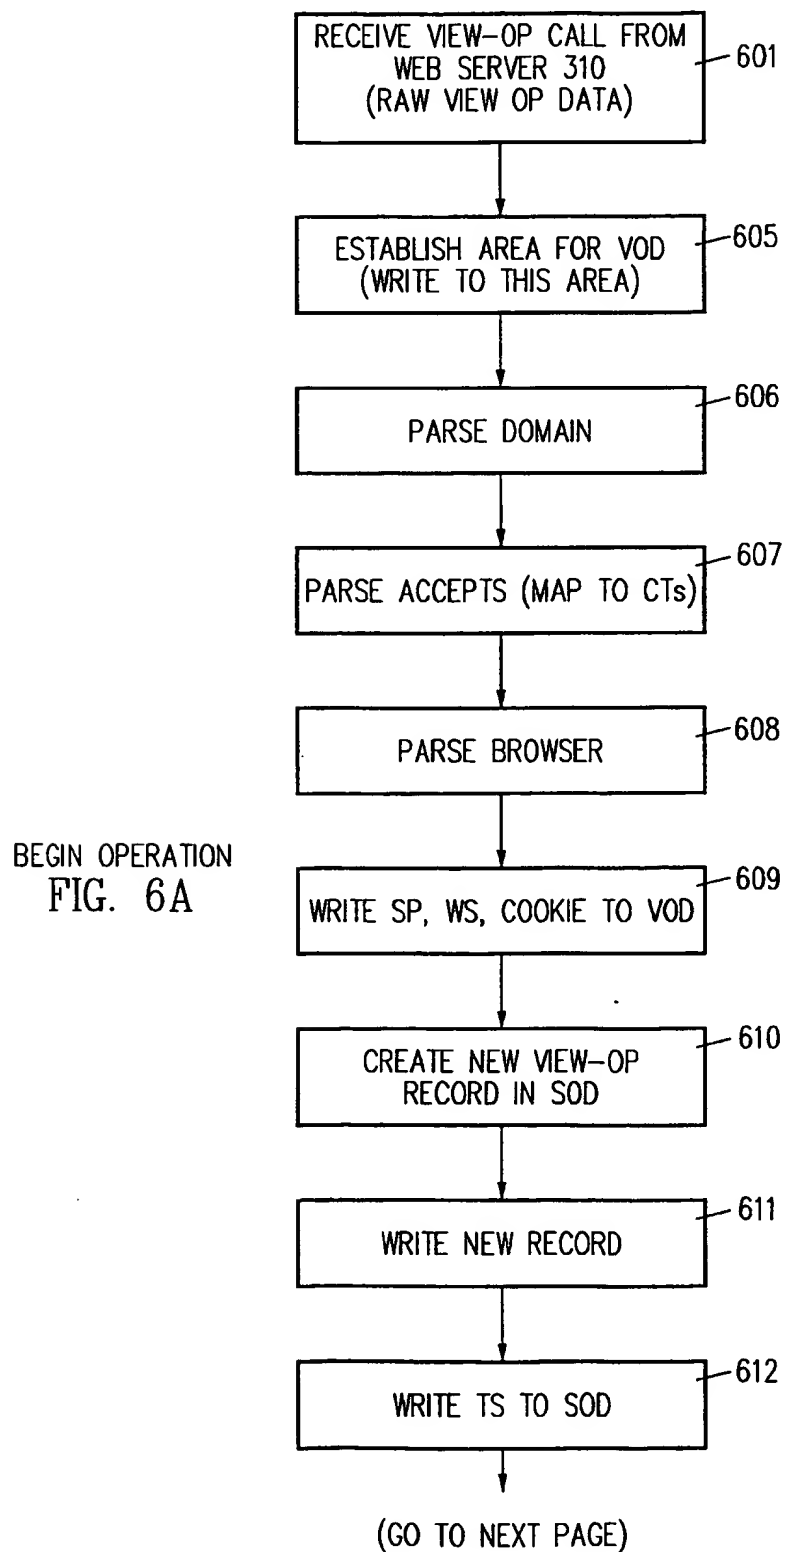 RECEIVE VIEW-OP CALL FROM
WEB SERVER 310
(RAW VIEW OP DATA)
601
ESTABLISH AREA FOR VOD
(WRITE TO THIS AREA)
605
PARSE DOMAIN
606
PARSE ACCEPTS (MAP TO CTs)
607
PARSE BROWSER
608
BEGIN OPERATION
FIG. 6A
WRITE SP, WS, COOKIE TO VOD
609
CREATE NEW VIEW-OP
RECORD IN SOD
610
WRITE NEW RECORD
611
WRITE TS TO SOD
612
(GO TO NEXT PAGE)